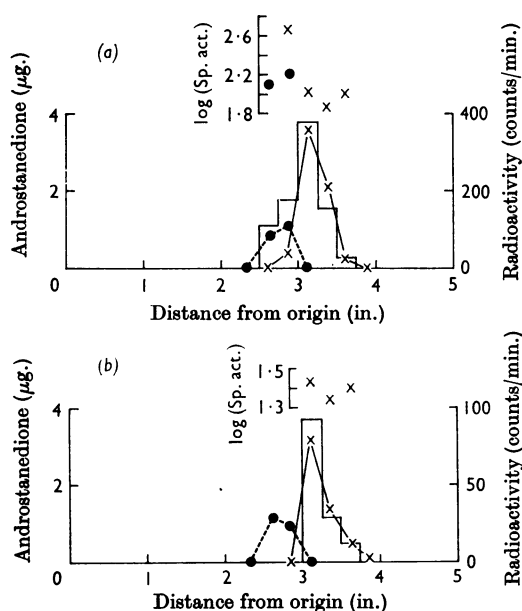 (a)
log (Sp. act.)
2·6
2·2
1·8
Androstanedione (μg.)
4
2
0
Radioactivity (counts/min.)
400
200
0
0 1 2 3 4 5
Distance from origin (in.)
(b)
log (Sp. act.)
1·5
1·3
Androstanedione (μg.)
4
2
0
Radioactivity (counts/min.)
100
50
0
0 1 2 3 4 5
Distance from origin (in.)